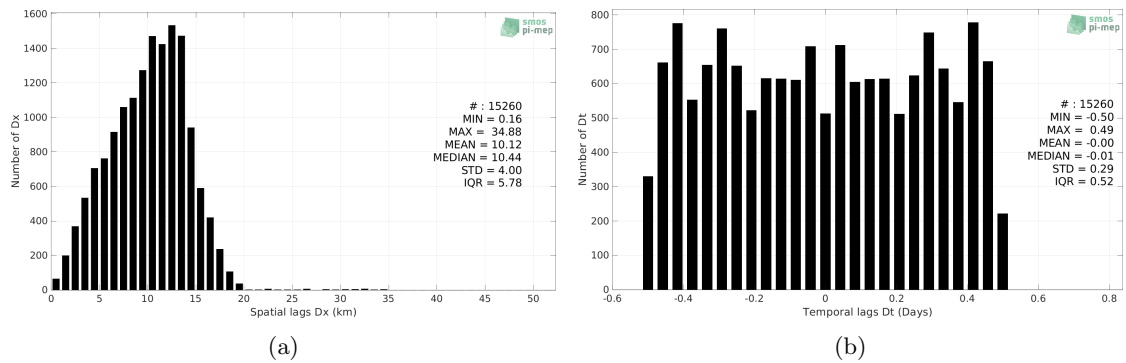 1600
1400
1200
1000
800
600
400
200
0
Number of Dx
smos
pi-mep
# : 15260
MIN = 0.16
MAX = 34.88
MEAN = 10.12
MEDIAN = 10.44
STD = 4.00
IQR = 5.78
0 5 10 15 20 25 30 35 40 45 50
Spatial lags Dx (km)
(a)
800
700
600
500
400
300
200
100
0
Number of Dt
smos
pi-mep
# : 15260
MIN = -0.50
MAX = 0.49
MEAN = -0.00
MEDIAN = -0.01
STD = 0.29
IQR = 0.52
-0.6 -0.4 -0.2 0 0.2 0.4 0.6 0.8
Temporal lags Dt (Days)
(b)